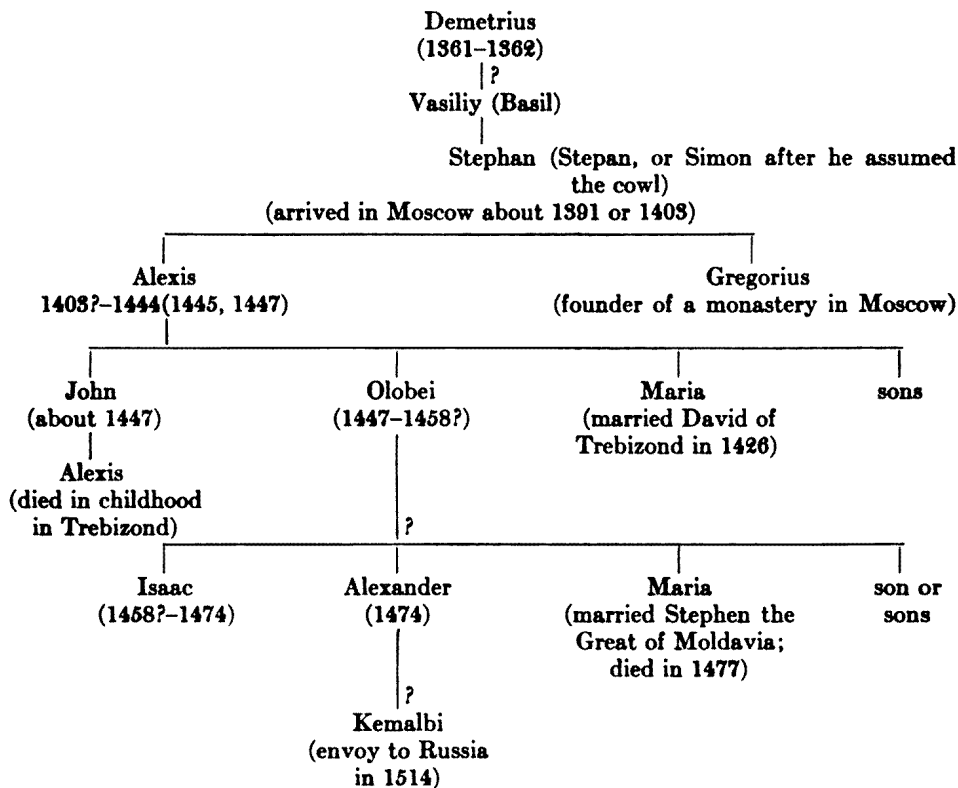 Demetrius
(1361–1362)
?
Vasiliy (Basil)
Stephan (Stepan, or Simon after he assumed
the cowl)
(arrived in Moscow about 1391 or 1403)
Alexis
1403?–1444(1445, 1447)
Gregorius
(founder of a monastery in Moscow)
John
(about 1447)
Olobei
(1447–1458?)
Maria
(married David of
Trebizond in 1426)
sons
Alexis
(died in childhood
in Trebizond)
?
Isaac
(1458?–1474)
Alexander
(1474)
Maria
(married Stephen the
Great of Moldavia;
died in 1477)
son or
sons
?
Kemalbi
(envoy to Russia
in 1514)